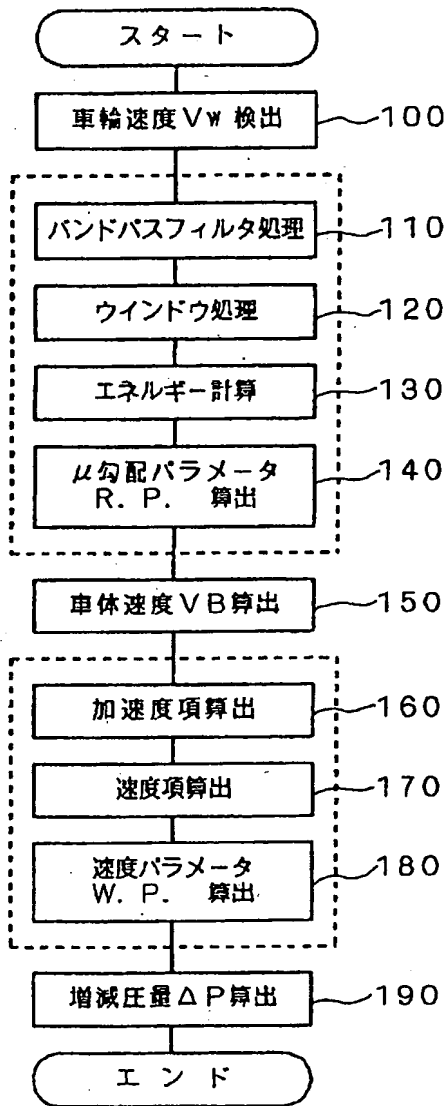 スタート
車輪速度Vw検出 100
バンドパスフィルタ処理 110
ウインドウ処理 120
エネルギー計算 130
μ勾配パラメータ 140
R. P. 算出
車体速度VB算出 150
加速度項算出 160
速度項算出 170
速度パラメータ 180
W. P. 算出
増減圧量ΔP算出 190
エンド